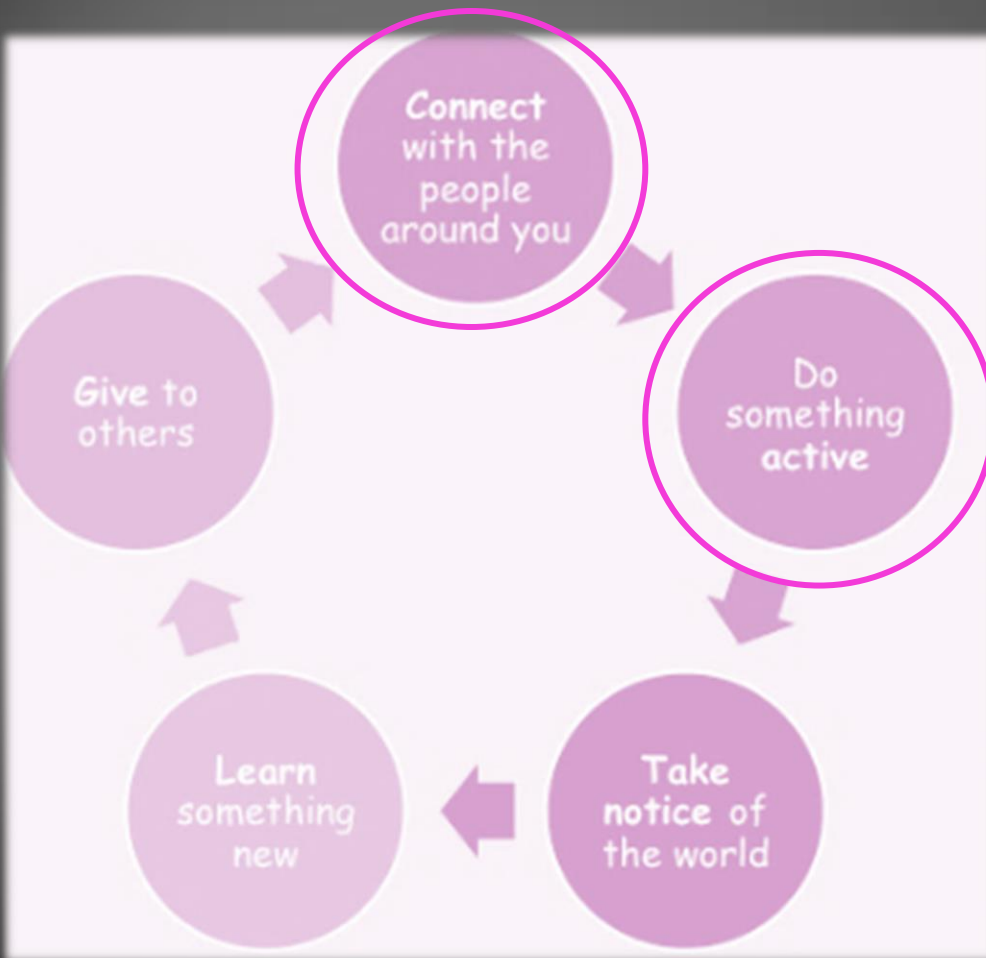 Connect
with the
people
around you
Do
something
active
Take
notice of
the world
Learn
something
new
Give to
others